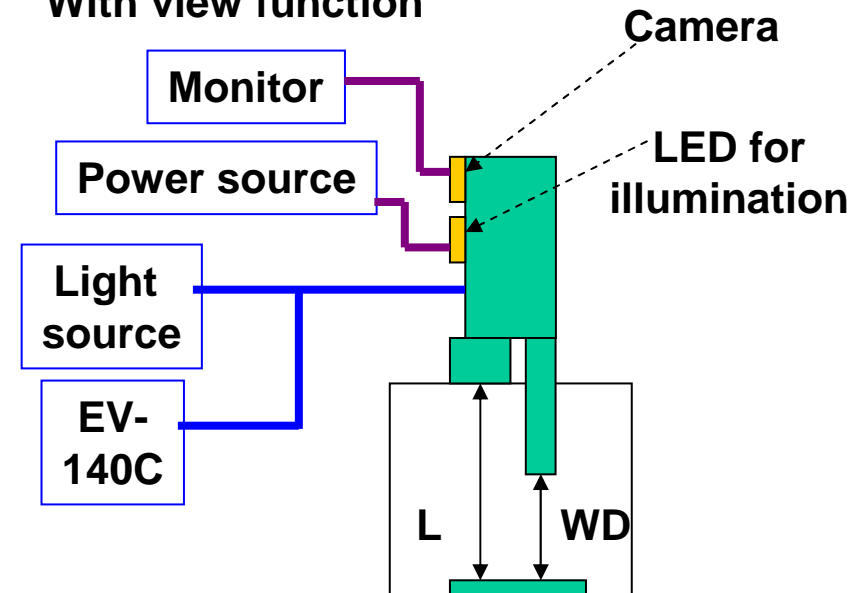 With view function
Camera
Monitor
LED for
illumination
Power source
Light
source
EV-
140C
L
WD